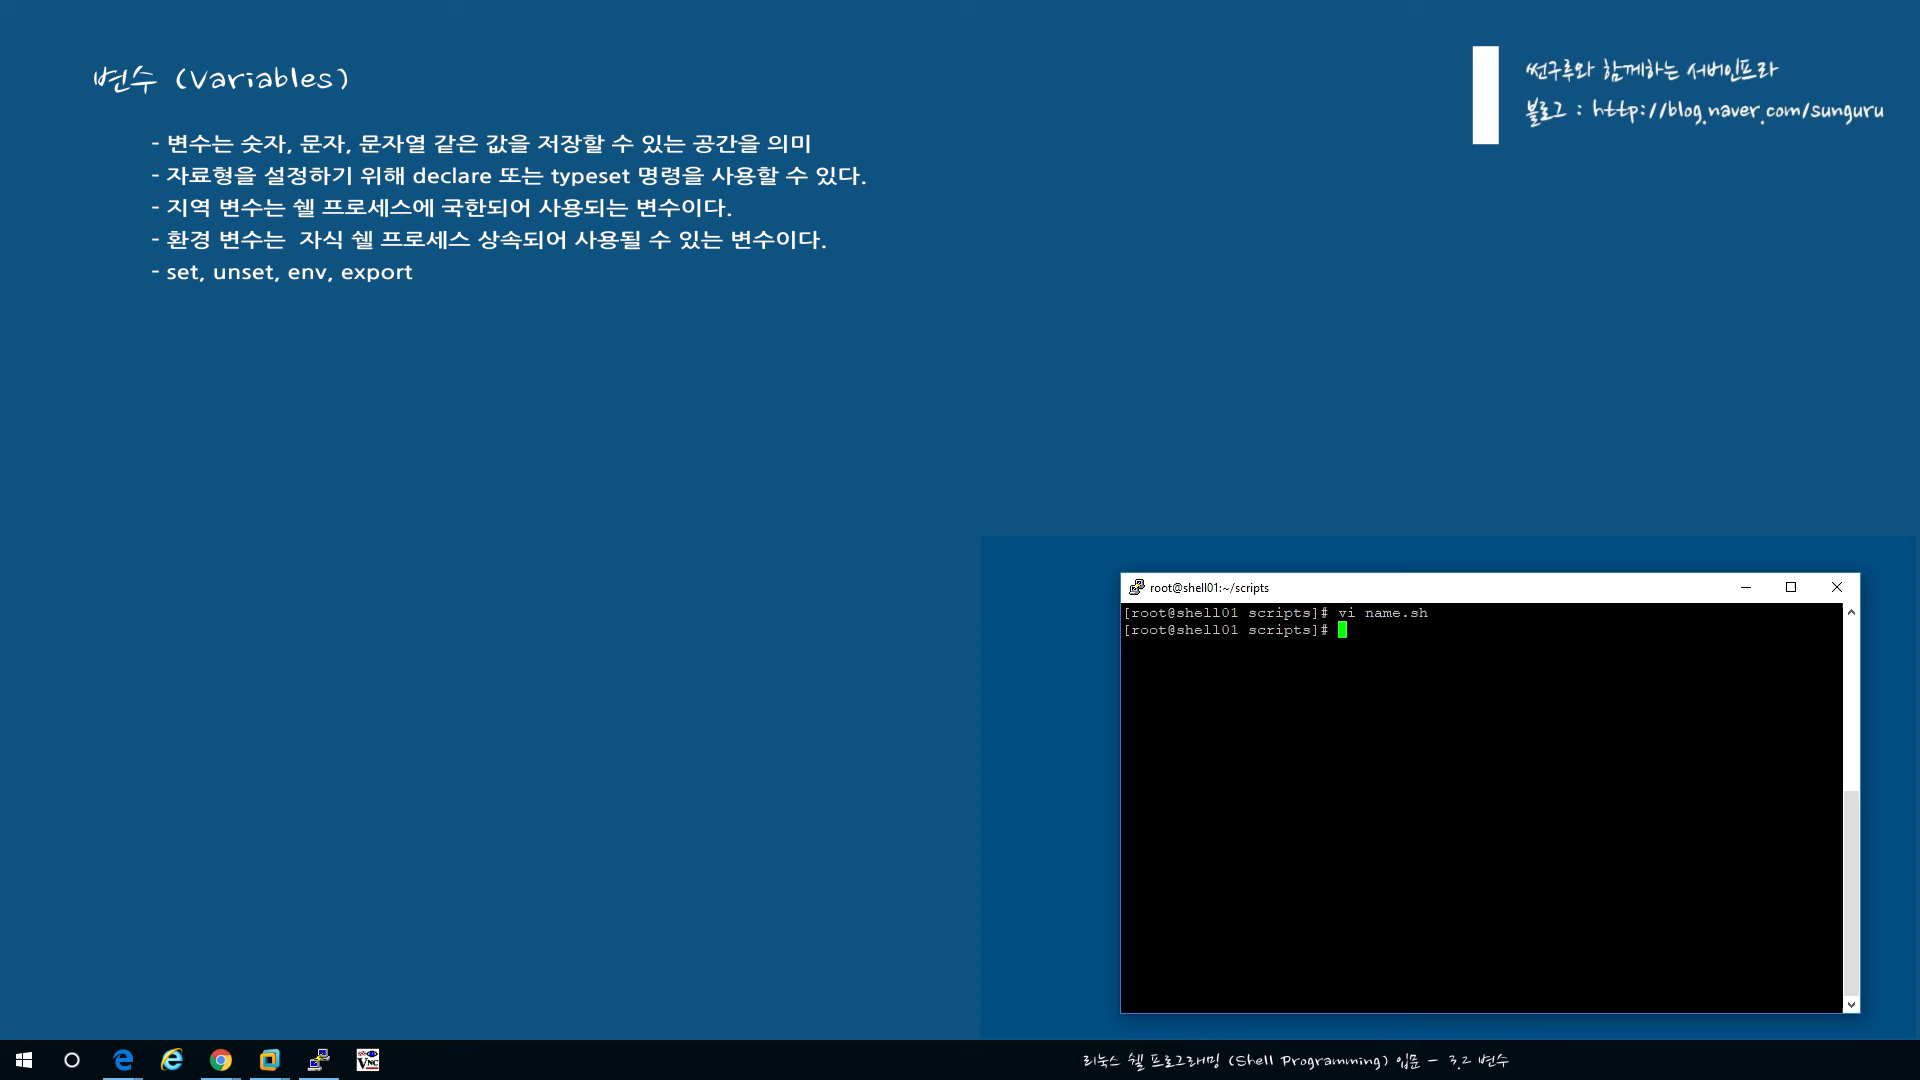 변수 (Variables)
썬구루와 함께하는 서버인프라
블로그 : http://blog.naver.com/sunguru
- 변수는 숫자, 문자, 문자열 같은 값을 저장할 수 있는 공간을 의미
- 자료형을 설정하기 위해 declare 또는 typeset 명령을 사용할 수 있다.
- 지역 변수는 쉘 프로세스에 국한되어 사용되는 변수이다.
- 환경 변수는  자식 쉘 프로세스 상속되어 사용될 수 있는 변수이다.
- set, unset, env, export
root@shell01:~/scripts
[root@shell01 scripts]# vi name.sh
[root@shell01 scripts]#
VNC
리눅스 쉘 프로그래밍 (Shell Programming) 입문 - 3.2 변수